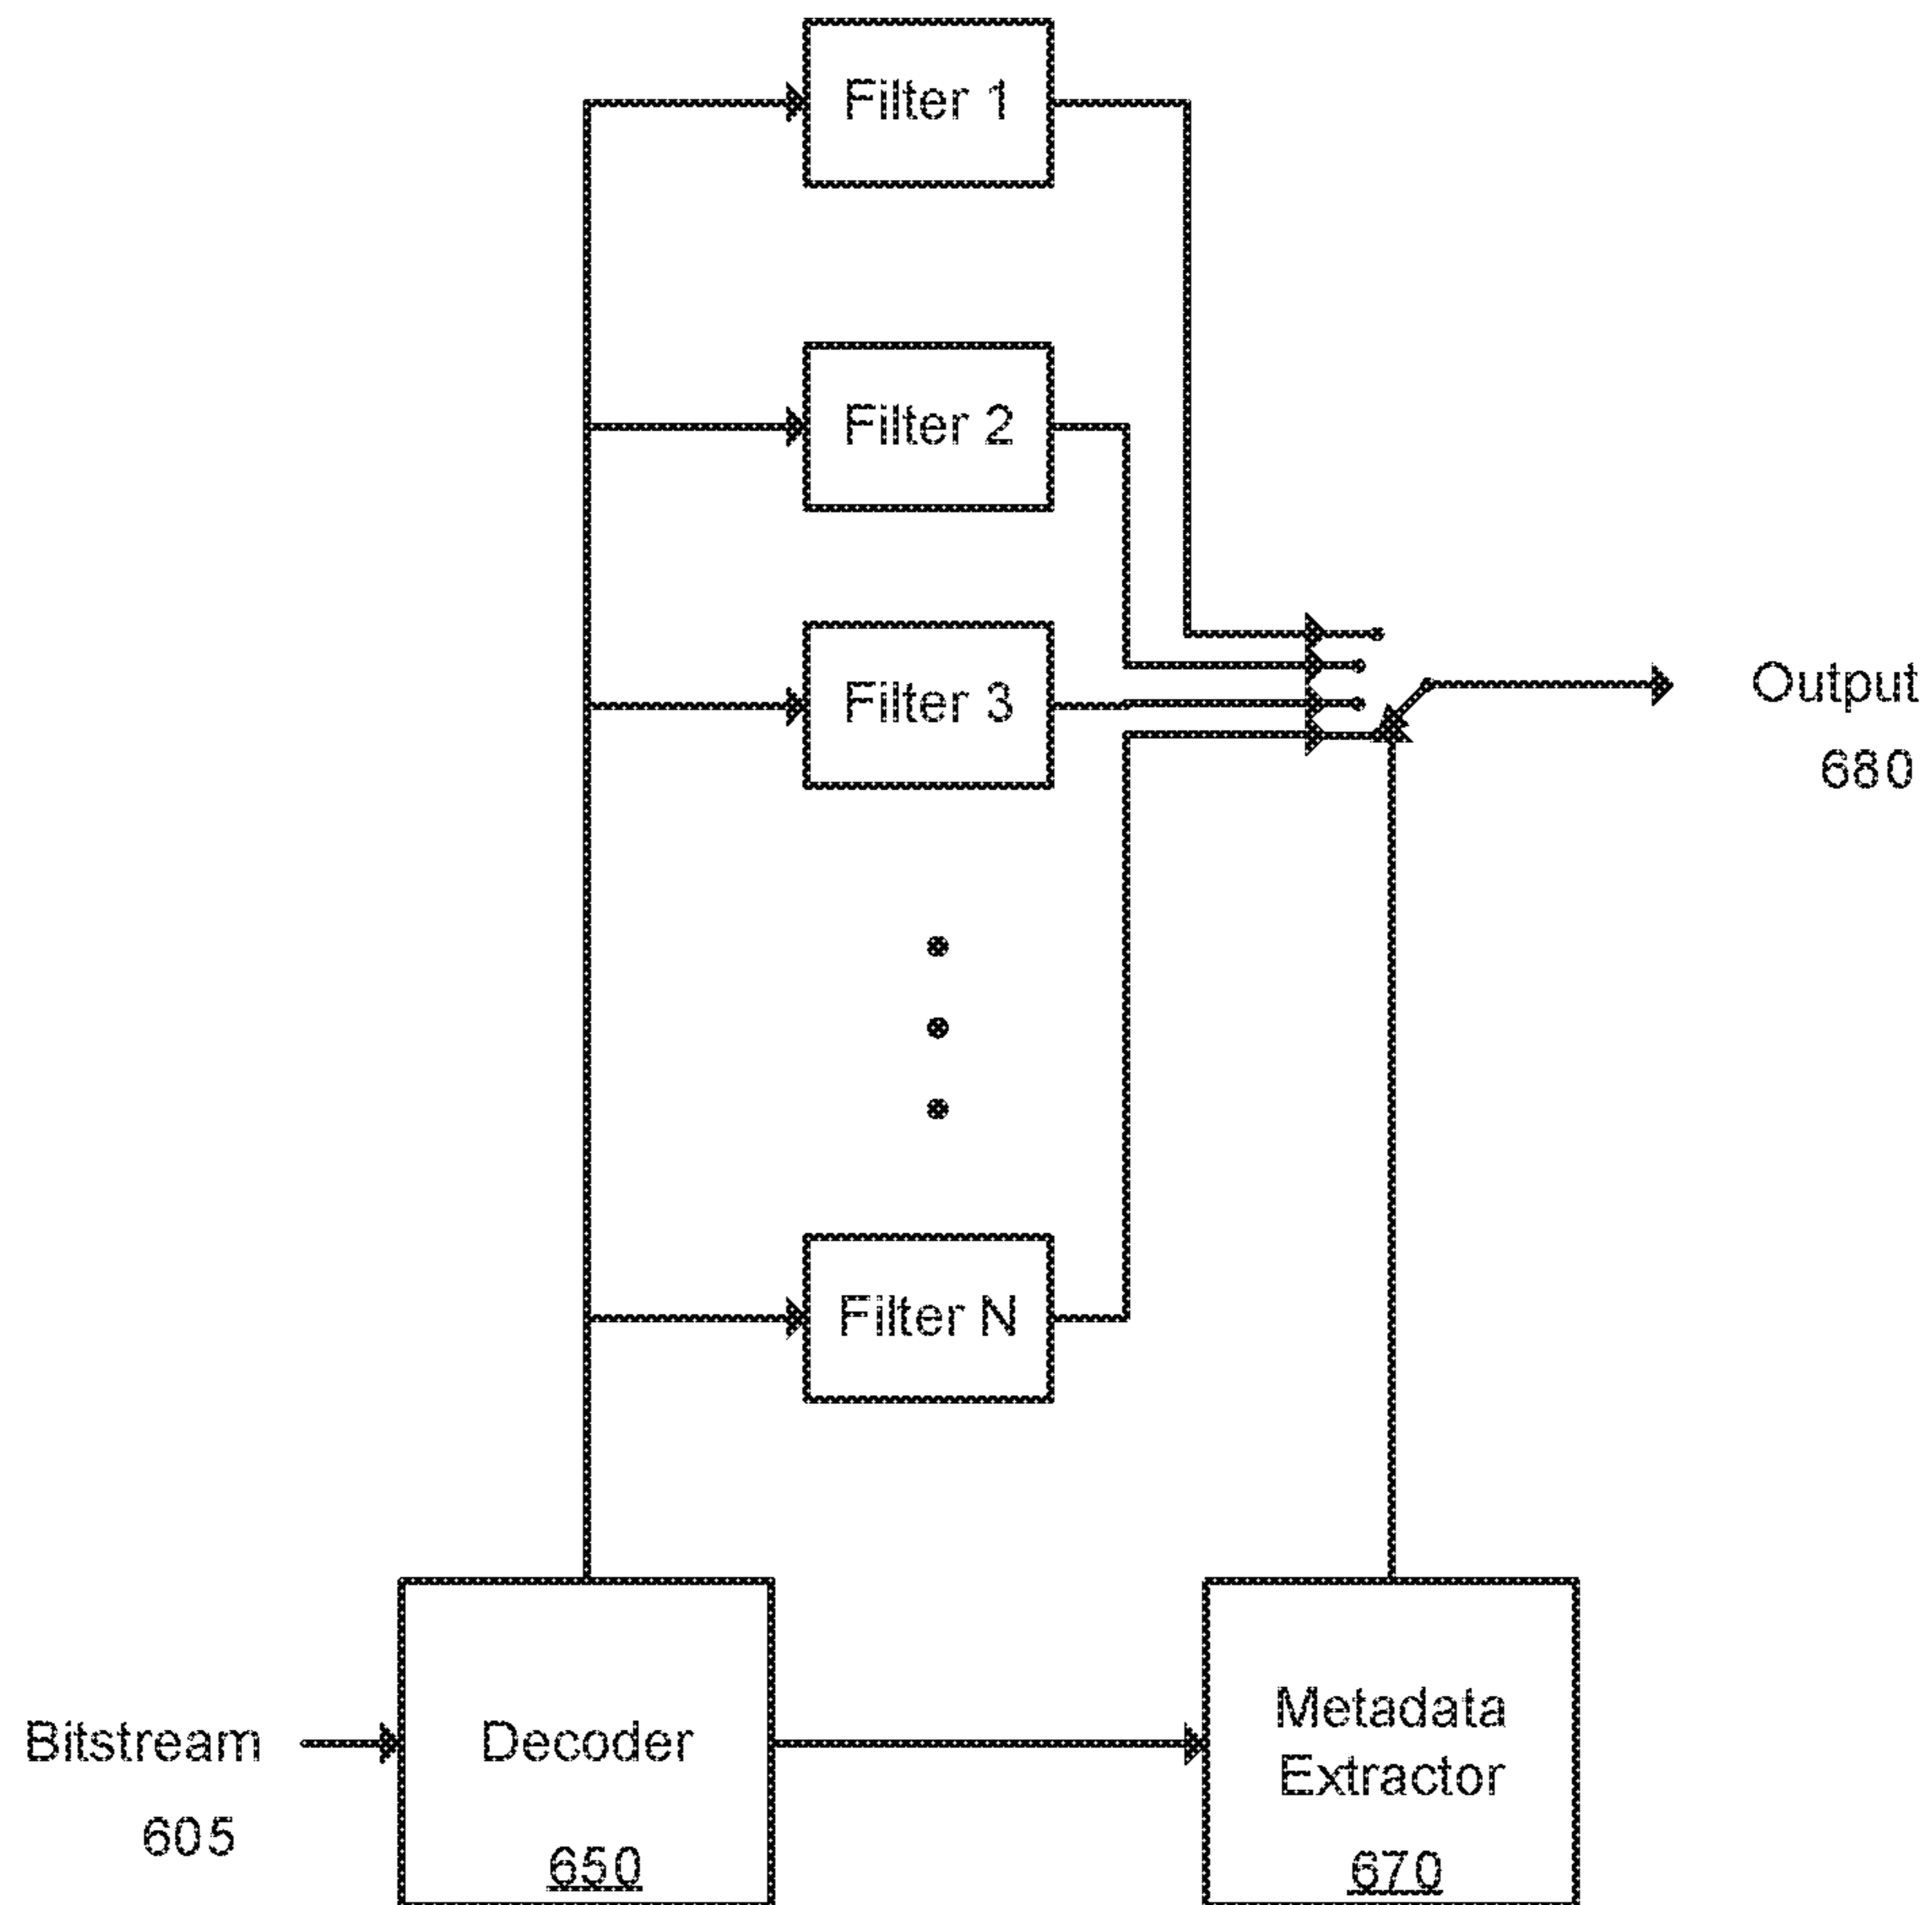 Filter 1
Filter 2
Filter 3
Output
680
Filter N
Bitstream
605
Decoder
650
Metadata
Extractor
670